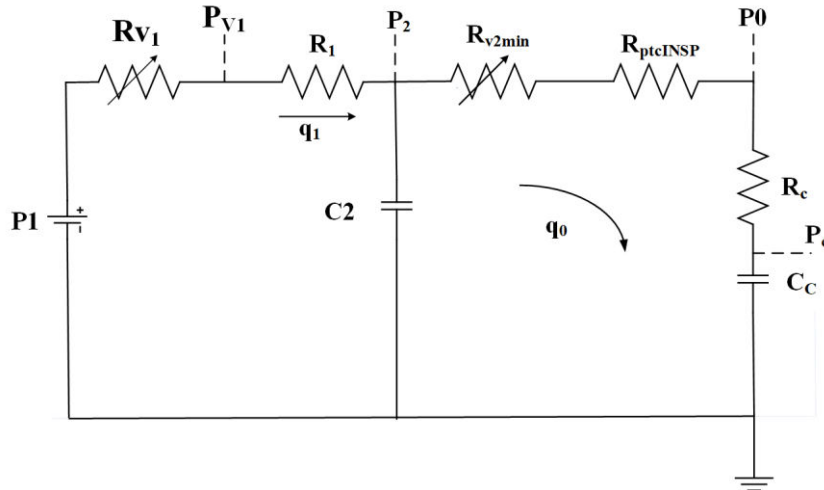 Rv1
PV1
R1
P2
Rv2min
RptcINSP
P0
q1
Rc
P1
+
C2
q0
CC